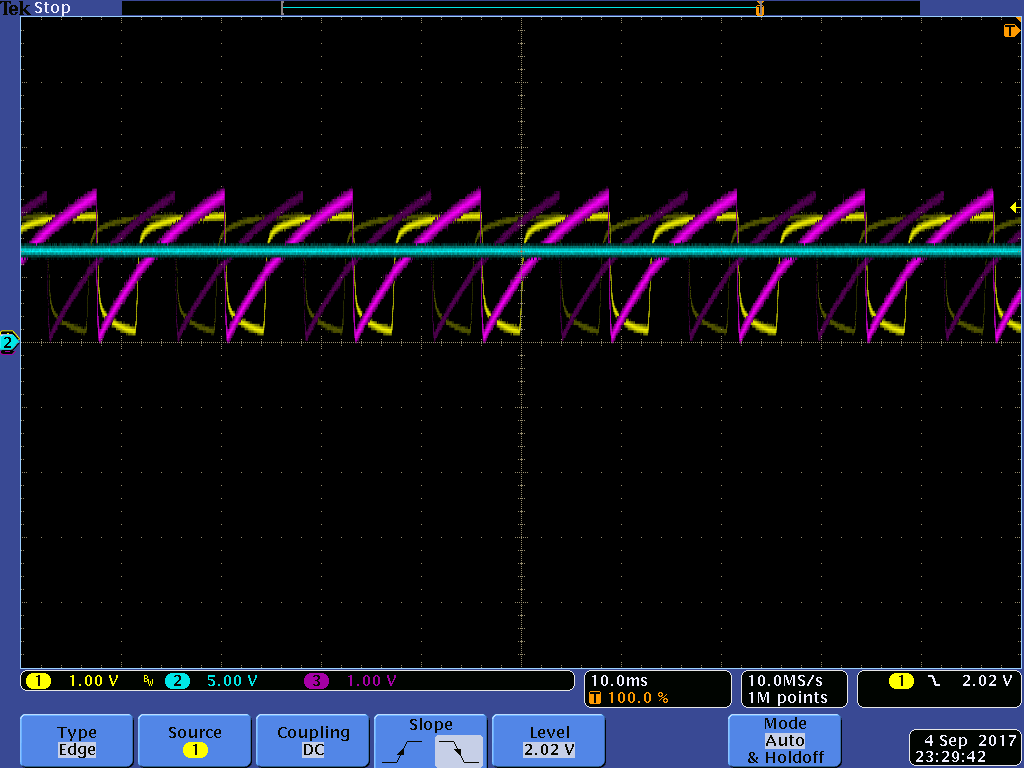 Tek Stop
T
T
2
1 1.00 V BW 2 5.00 V 3 1.00 V
10.0ms
T 100.0 %
10.0MS/s
1M points
1 2.02 V
Type
Edge
Source
1
Coupling
DC
Slope
Level
2.02 V
Mode
Auto
& Holdoff
4 Sep 2017
23:29:42